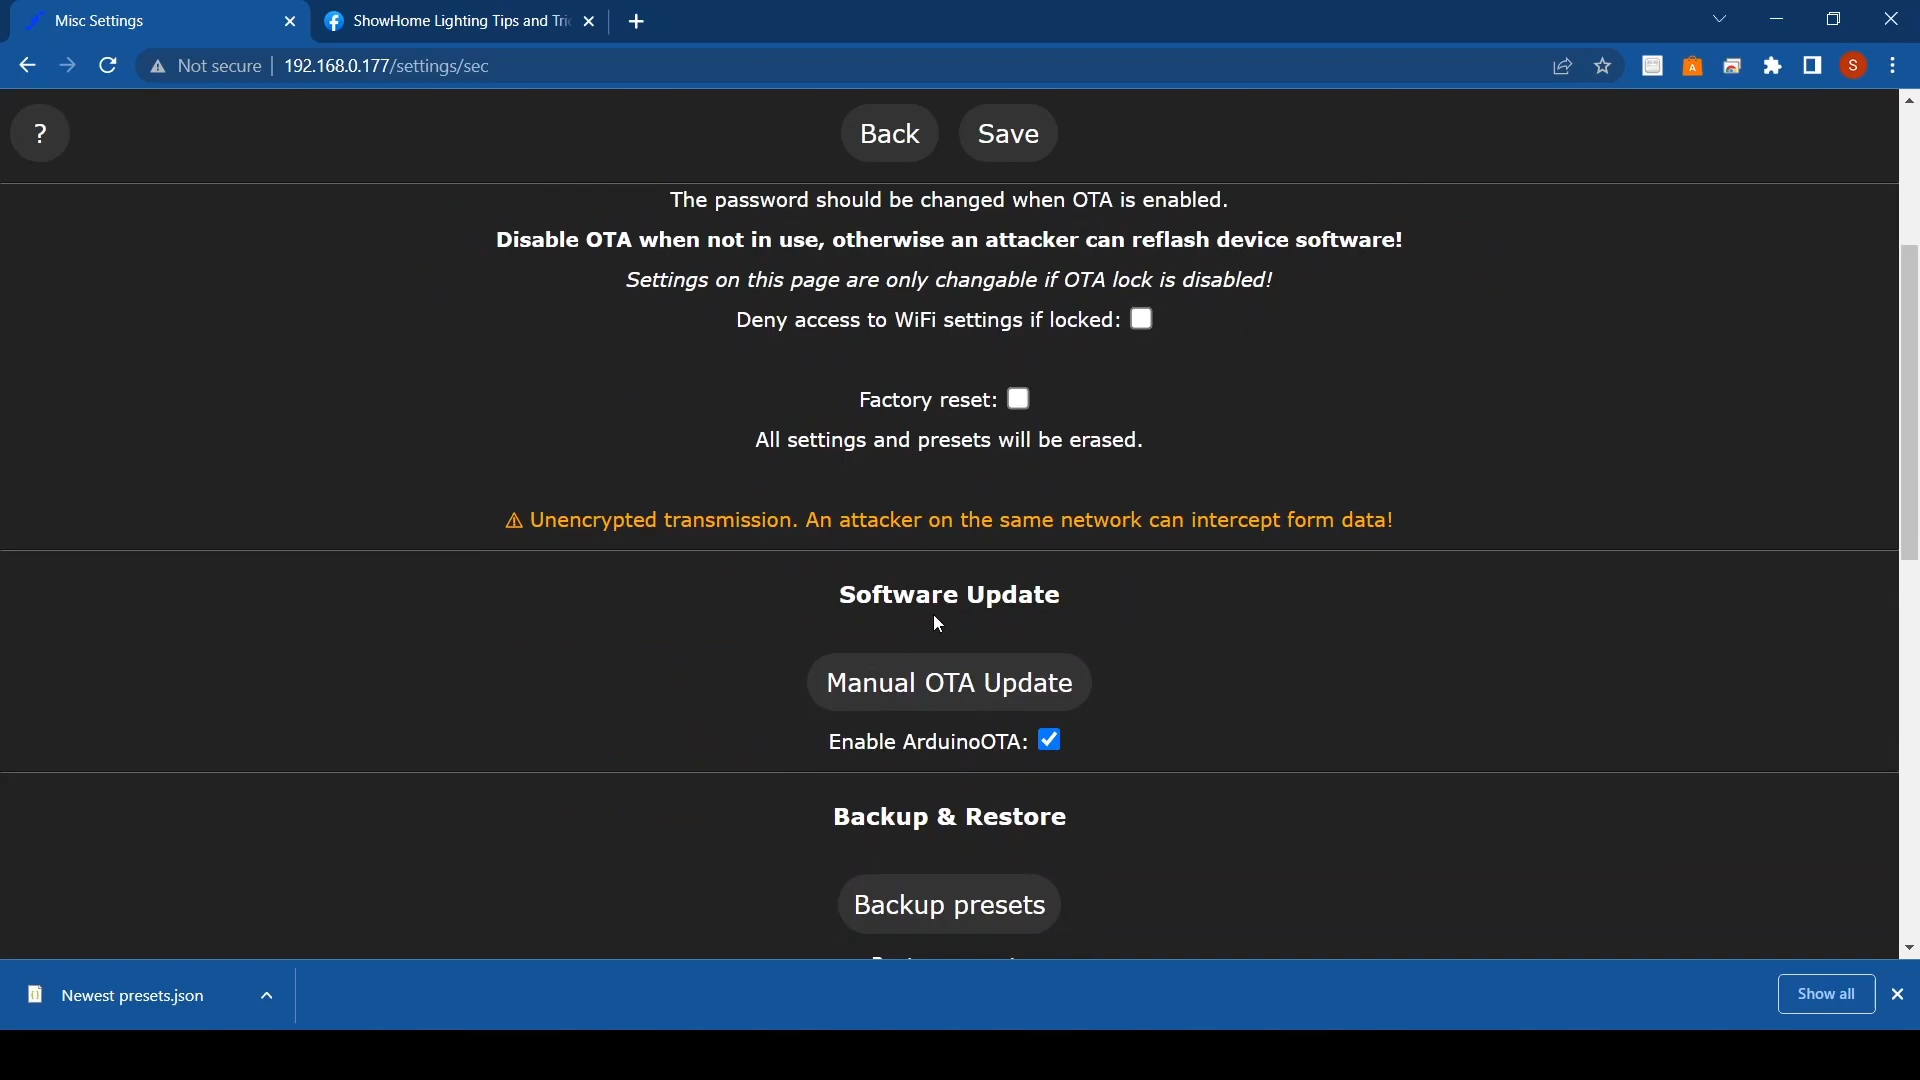 Misc Settings
ShowHome Lighting Tips and Tri
Not secure
192.168.0.177/settings/sec
S
?
Back
Save
The password should be changed when OTA is enabled.
Disable OTA when not in use, otherwise an attacker can reflash device software!
Settings on this page are only changable if OTA lock is disabled!
Deny access to WiFi settings if locked:
Factory reset:
All settings and presets will be erased.
⚠ Unencrypted transmission. An attacker on the same network can intercept form data!
Software Update
Manual OTA Update
Enable ArduinoOTA:
Backup & Restore
Backup presets
Newest presets.json
Show all